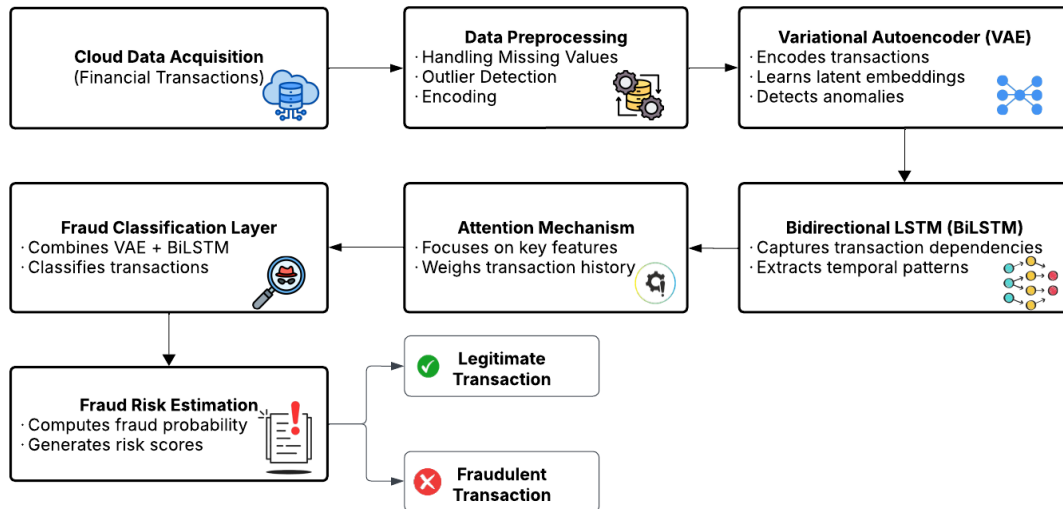 Cloud Data Acquisition
(Financial Transactions)
Data Preprocessing
· Handling Missing Values
· Outlier Detection
· Encoding
Variational Autoencoder (VAE)
· Encodes transactions
· Learns latent embeddings
· Detects anomalies
Bidirectional LSTM (BiLSTM)
· Captures transaction dependencies
· Extracts temporal patterns
Attention Mechanism
· Focuses on key features
· Weighs transaction history
Fraud Classification Layer
· Combines VAE + BiLSTM
· Classifies transactions
Fraud Risk Estimation
· Computes fraud probability
· Generates risk scores
Legitimate
Transaction
Fraudulent
Transaction